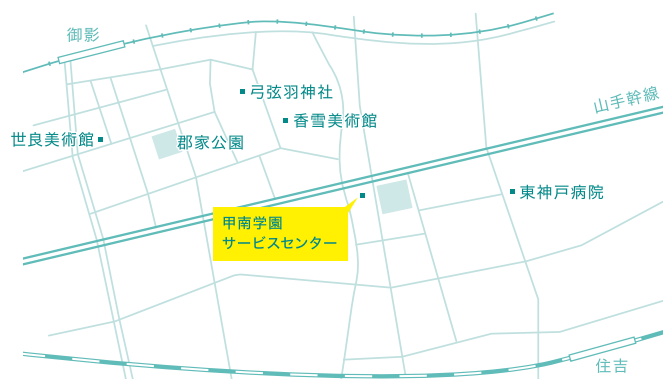 御影
弓弦羽神社
山手幹線
香雪美術館
世良美術館
郡家公園
東神戸病院
甲南学園
サービスセンター
住吉